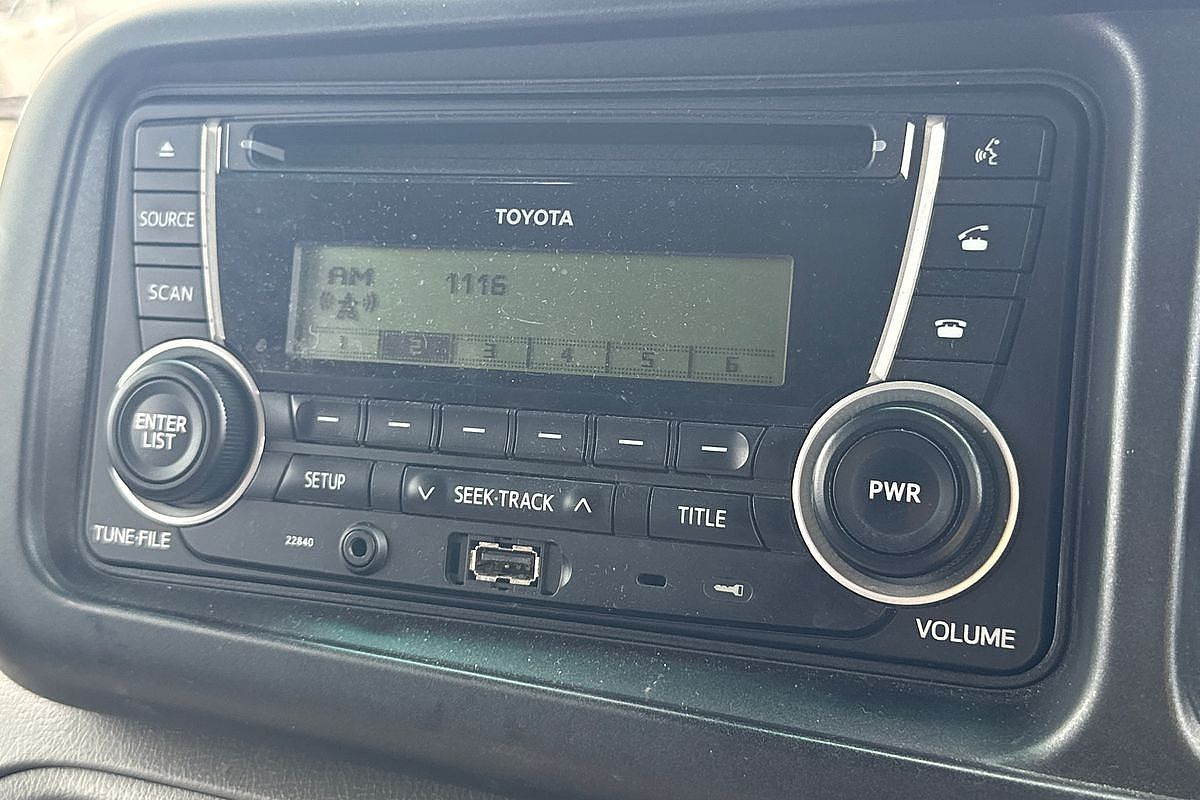 TOYOTA
SOURCE
SCAN
AM 1116
1 2 3 4 5 6
ENTER
LIST
SETUP
SEEK·TRACK
TITLE
PWR
TUNE·FILE
22840
VOLUME